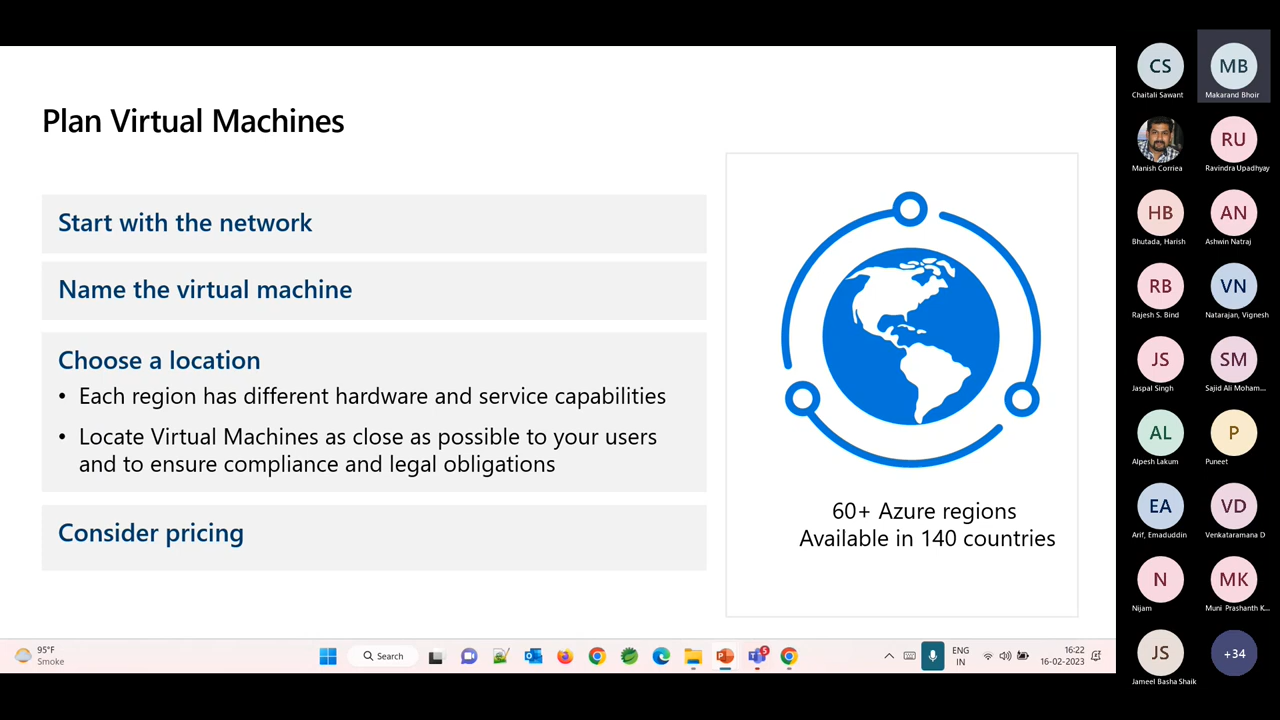 Plan Virtual Machines
Start with the network
Name the virtual machine
Choose a location
• Each region has different hardware and service capabilities
• Locate Virtual Machines as close as possible to your users
and to ensure compliance and legal obligations
Consider pricing
60+ Azure regions
Available in 140 countries
CS
Chaitali Sawant
MB
Makarand Bhoir
Manish Corriea
RU
Ravindra Upadhyay
HB
Bhutada, Harish
AN
Ashwin Natraj
RB
Rajesh S. Bind
VN
Natarajan, Vignesh
JS
Jaspal Singh
SM
Sajid Ali Moham...
AL
Alpesh Lakum
P
Puneet
EA
Arif, Emaduddin
VD
Venkataramana D
N
Nijam
MK
Muni Prashanth K...
JS
Jameel Basha Shaik
+34
95°F
Smoke
Search
5
ENG
IN
16:22
16-02-2023